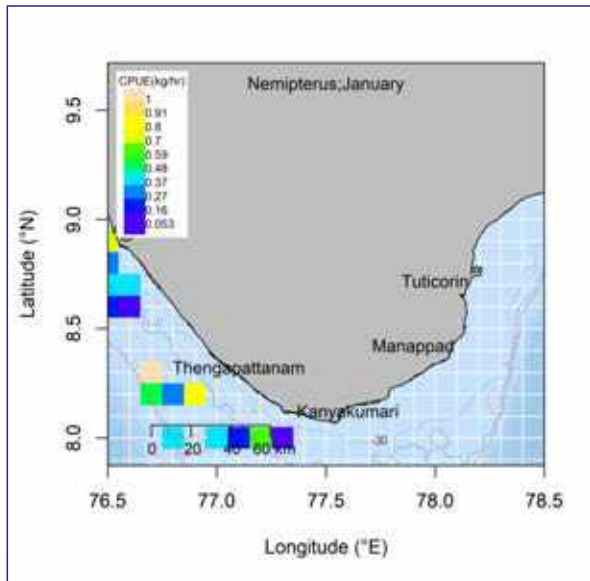 Nemipterus;January
CPUE(kg/hr)
1
0.91
0.8
0.7
0.59
0.48
0.37
0.27
0.16
0.053
9.5
9.0
8.5
8.0
Latitude (°N)
Tuticorin
Manappad
Thengapattanam
Kanyakumari
-30
0 20 40 60 km
76.5 77.0 77.5 78.0 78.5
Longitude (°E)